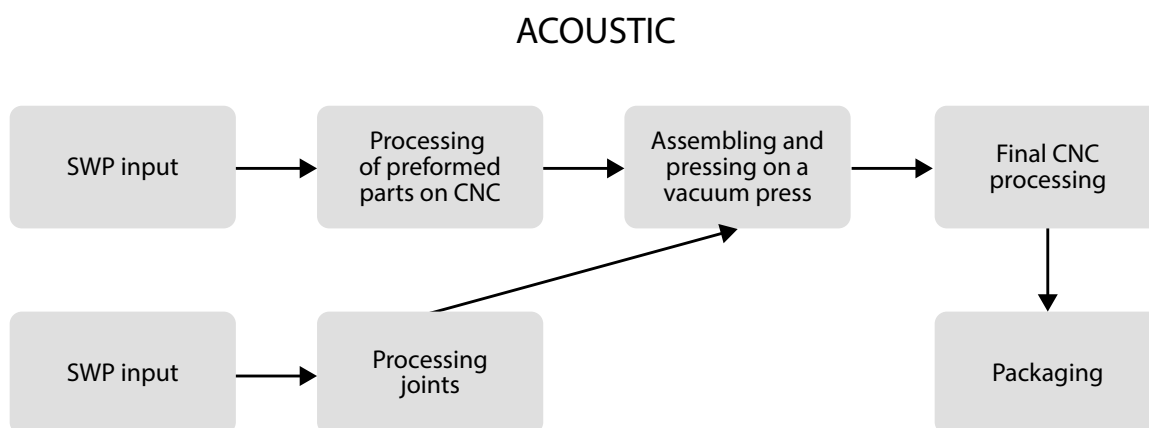 ACOUSTIC
SWP input
Processing
of preformed
parts on CNC
Assembling and
pressing on a
vacuum press
Final CNC
processing
SWP input
Processing
joints
Packaging